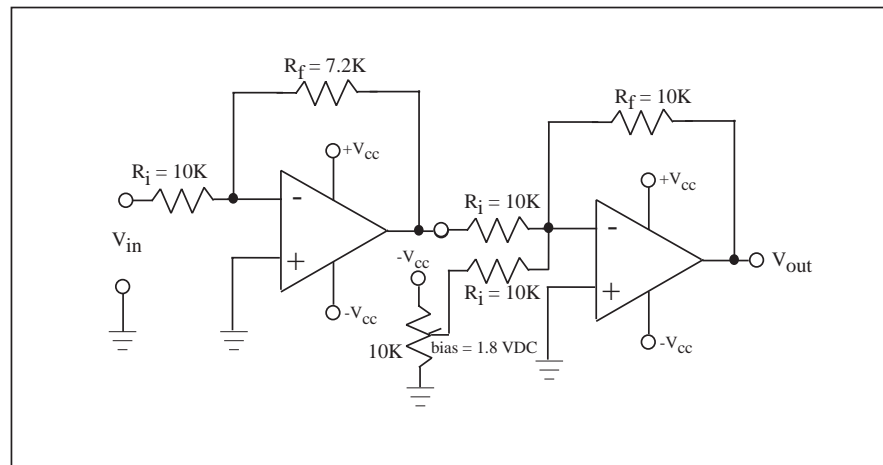 Rf = 7.2K
Rf = 10K
+Vcc
Ri = 10K
-
+
Vin
-Vcc
+Vcc
Ri = 10K
-
+
Vout
-Vcc
Ri = 10K
10K
bias = 1.8 VDC
-Vcc